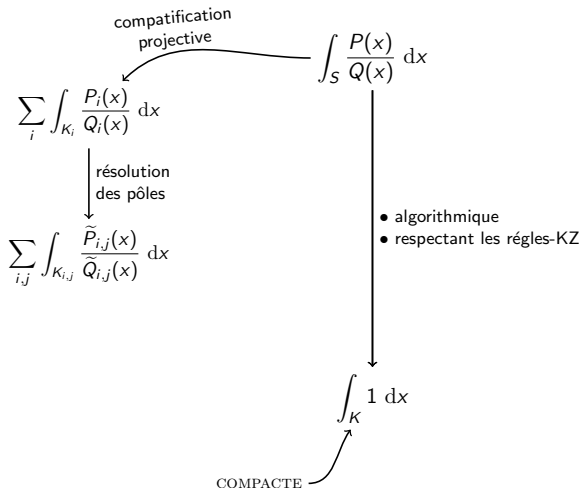 compatification
projective
∫_S P(x)/Q(x) dx
∑_i ∫_{K_i} P_i(x)/Q_i(x) dx
résolution
des pôles
• algorithmique
• respectant les régles-KZ
∑_{i,j} ∫_{K_{i,j}} P̃_{i,j}(x)/Q̃_{i,j}(x) dx
∫_K 1 dx
COMPACTE